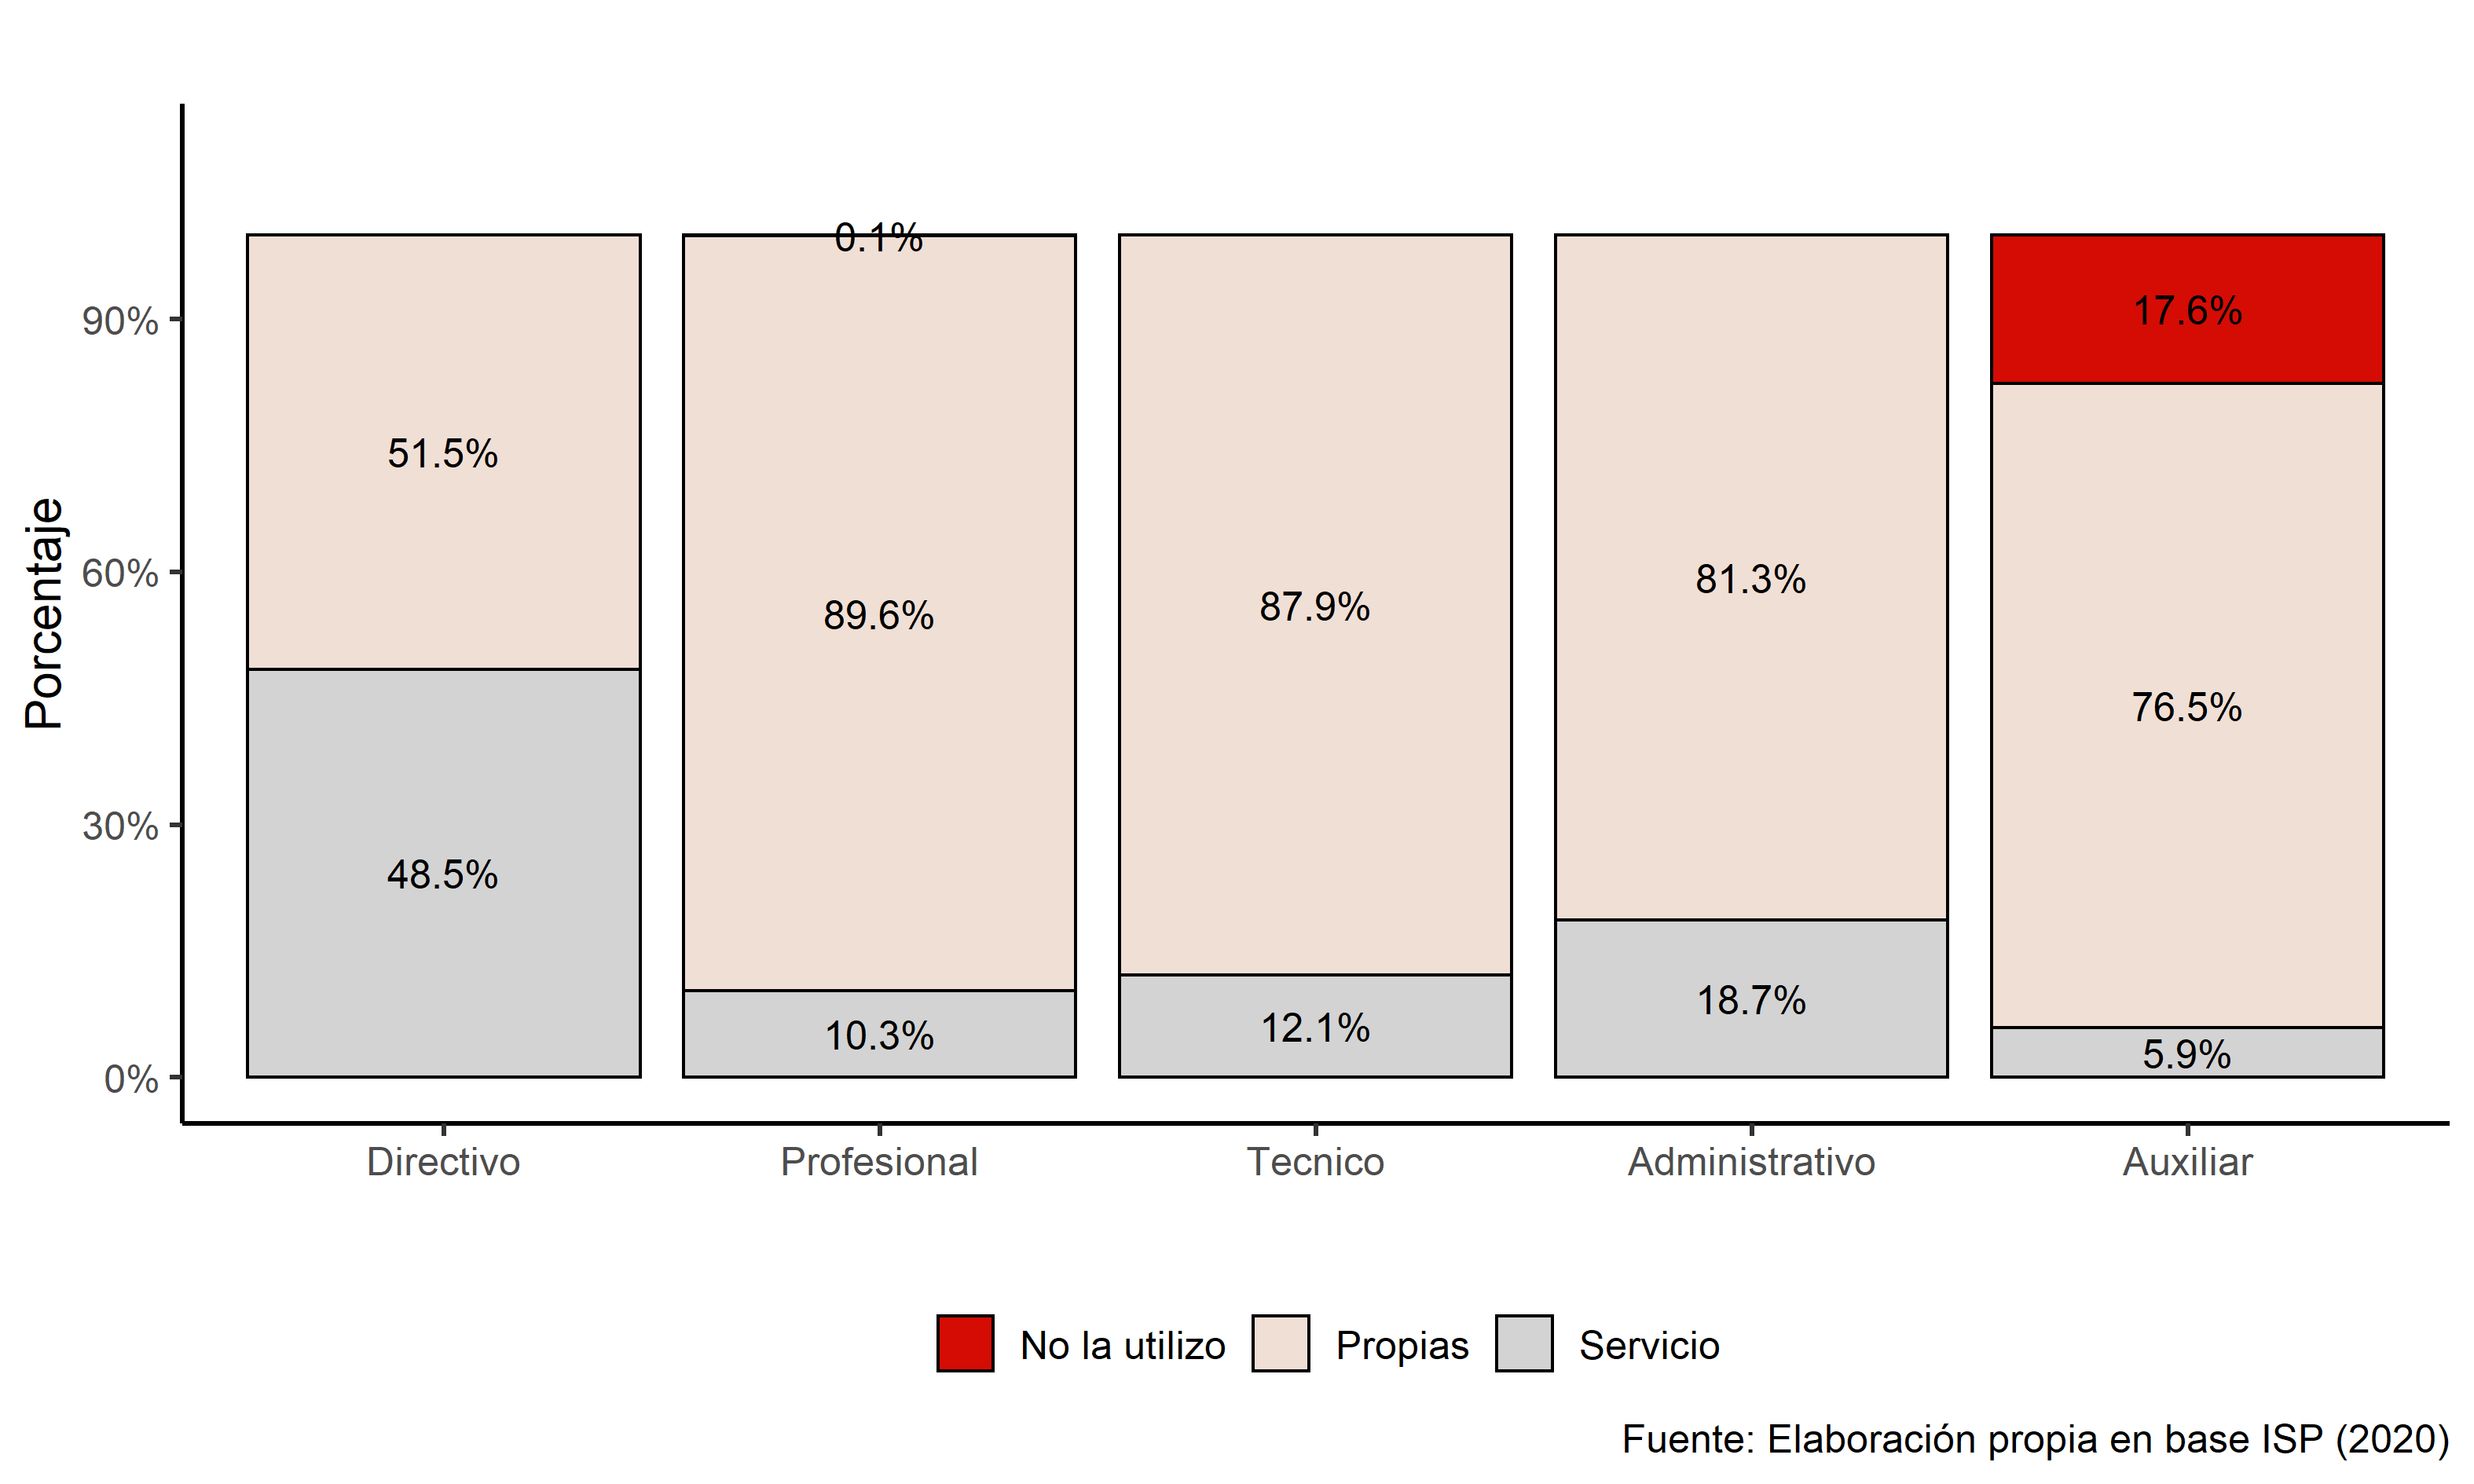 Porcentaje
90%
60%
30%
0%
0.1%
17.6%
51.5%
89.6%
87.9%
81.3%
76.5%
48.5%
10.3%
12.1%
18.7%
5.9%
Directivo
Profesional
Tecnico
Administrativo
Auxiliar
No la utilizo
Propias
Servicio
Fuente: Elaboración propia en base ISP (2020)